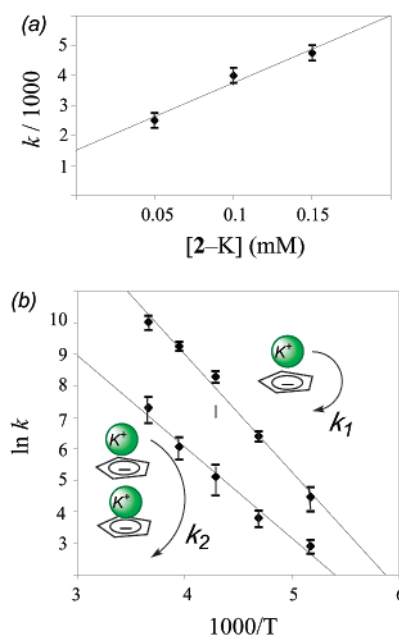 (a)
k / 1000
5
4
3
2
1
0.05 0.1 0.15
[2–K] (mM)
(b)
ln k
10
9
8
7
6
5
4
3
K+
k1
K+
K+
k2
3 4 5 6
1000/T